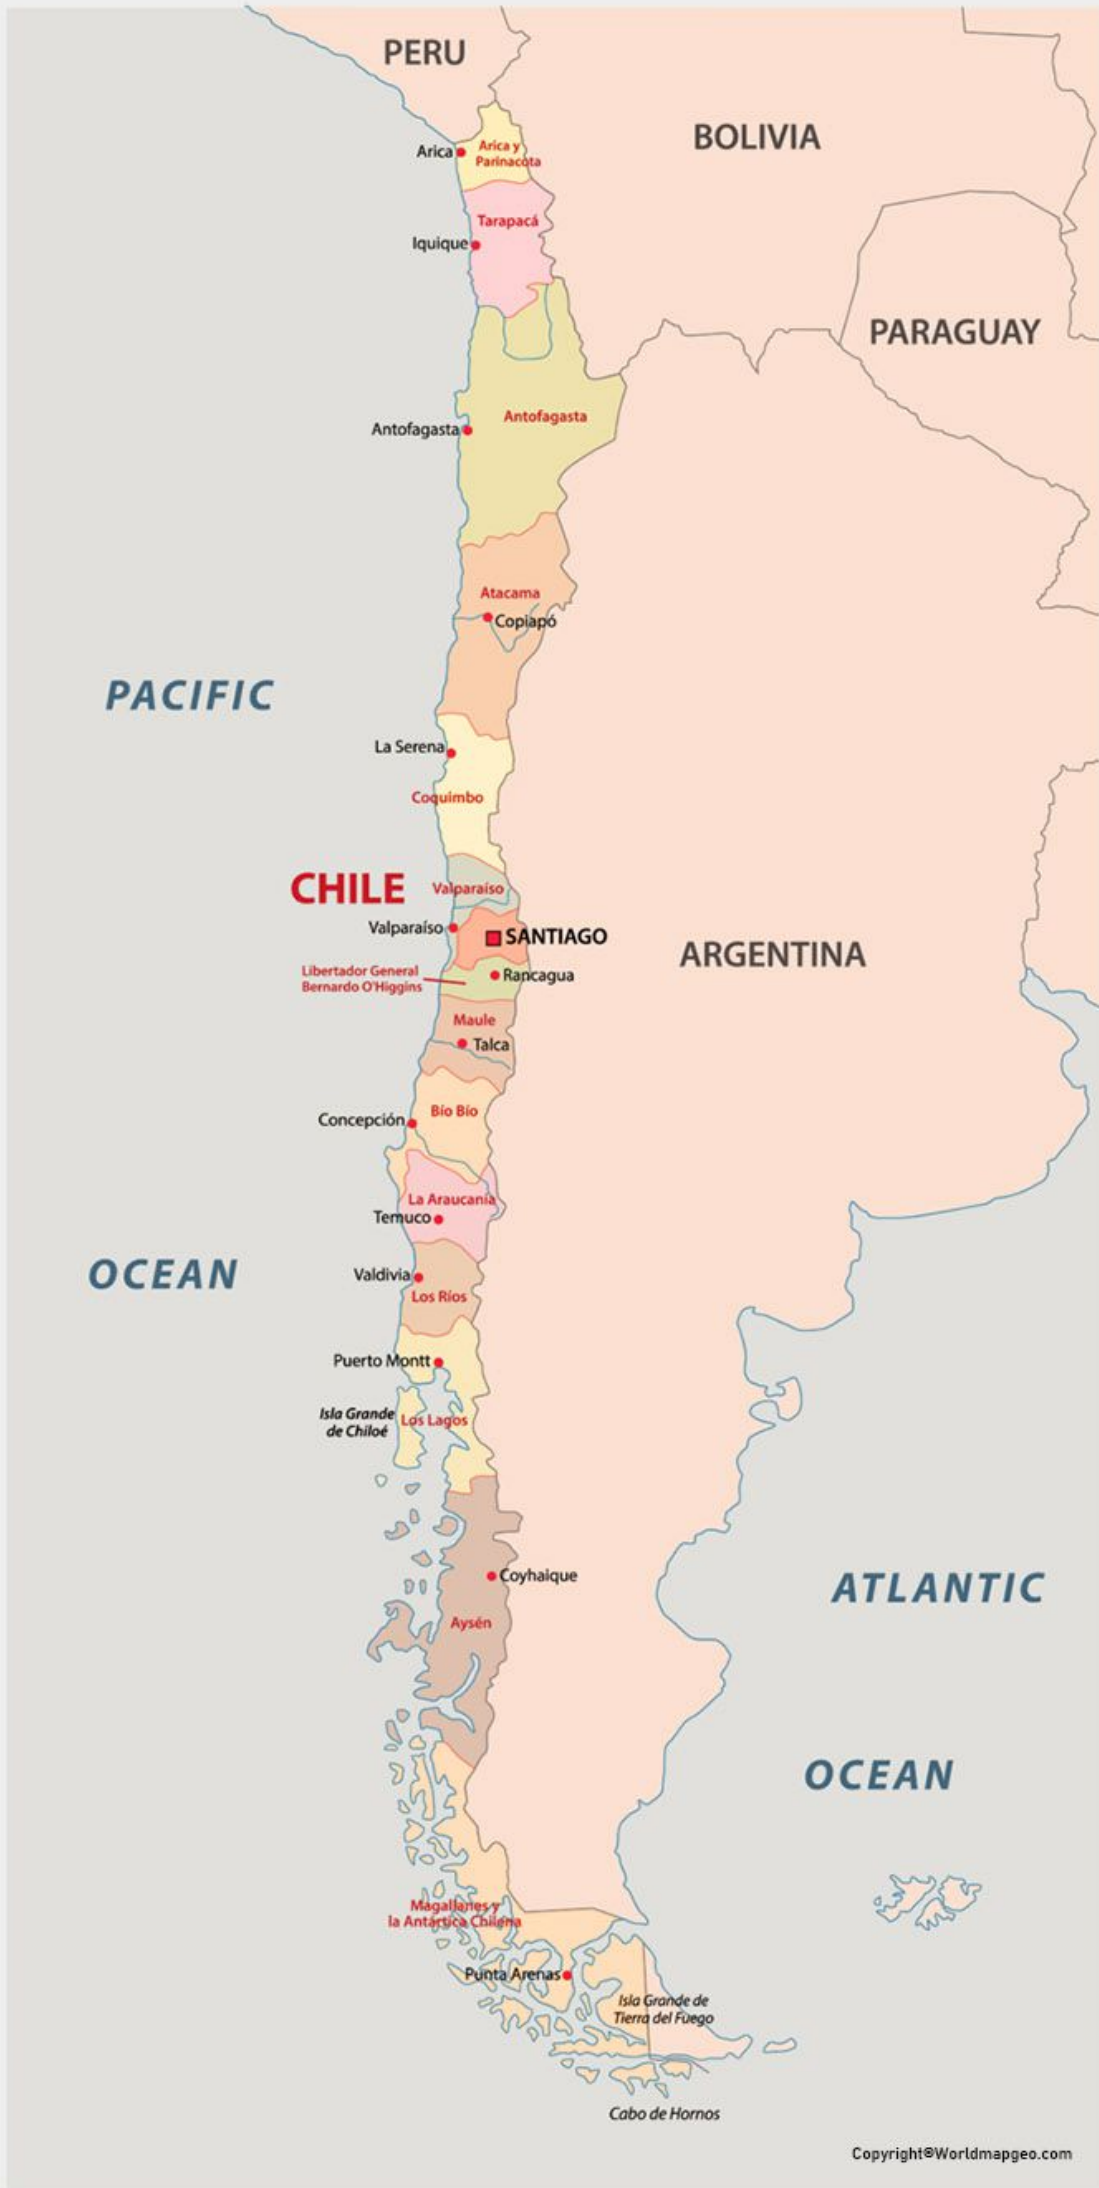 PERU
BOLIVIA
Arica
Arica y
Parinacota
Tarapacá
Iquique
PARAGUAY
Antofagasta
Antofagasta
Atacama
Copiapó
PACIFIC
La Serena
Coquimbo
CHILE
Valparaíso
Valparaíso
SANTIAGO
ARGENTINA
Libertador General
Bernardo O'Higgins
Rancagua
Maule
Talca
Bío Bío
Concepción
La Araucanía
Temuco
OCEAN
Valdivia
Los Ríos
Puerto Montt
Isla Grande
de Chiloé
Los Lagos
Coyhaique
ATLANTIC
Aysén
OCEAN
Magallanes y
la Antártica Chilena
Punta Arenas
Isla Grande de
Tierra del Fuego
Cabo de Hornos
Copyright©Worldmapgeo.com